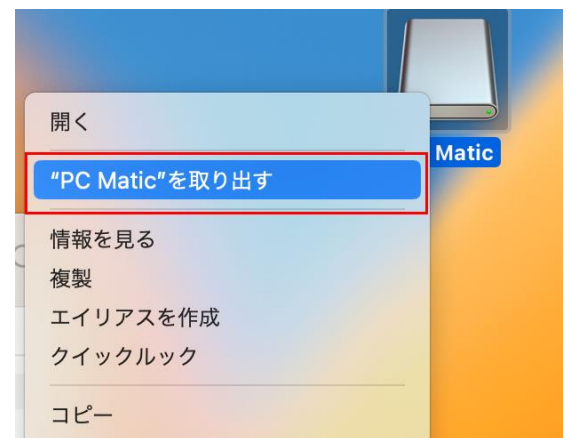 開く
Matic
“PC Matic”を取り出す
情報を見る
複製
エイリアスを作成
クイックルック
コピー